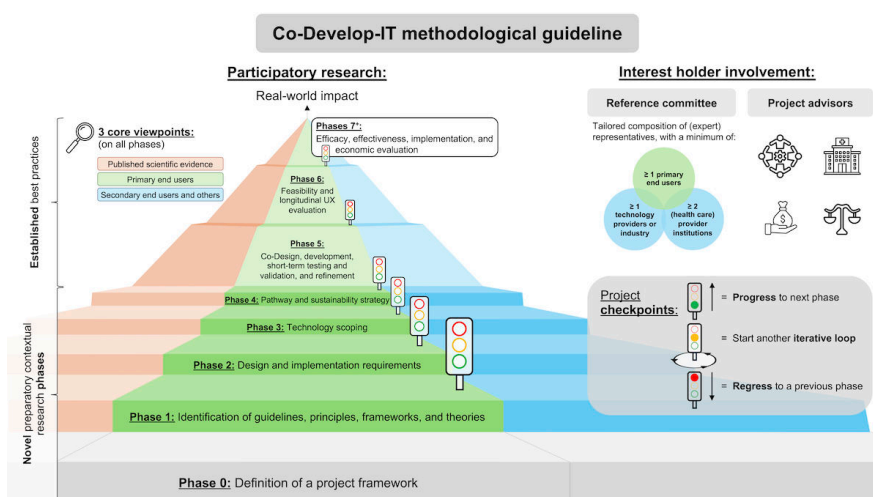 Co-Develop-IT methodological guideline
Participatory research:
Real-world impact
3 core viewpoints:
(on all phases)
Published scientific evidence
Primary end users
Secondary end users and others
Established best practices
Novel preparatory contextual
research phases
Phases 7⁺:
Efficacy, effectiveness, implementation, and
economic evaluation
Phase 6:
Feasibility and
longitudinal UX
evaluation
Phase 5:
Co-Design, development,
short-term testing and
validation, and refinement
Phase 4: Pathway and sustainability strategy
Phase 3: Technology scoping
Phase 2: Design and implementation requirements
Phase 1: Identification of guidelines, principles, frameworks, and theories
Phase 0: Definition of a project framework
Interest holder involvement:
Reference committee
Project advisors
Tailored composition of (expert)
representatives, with a minimum of:
≥ 1 primary
end users
≥ 1
technology
providers or
industry
≥ 2
(health care)
provider
institutions
$
Project
checkpoints:
= Progress to next phase
= Start another iterative loop
= Regress to a previous phase